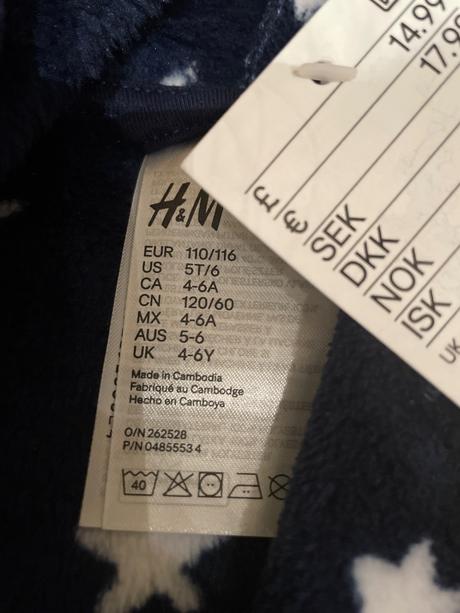 H&M
EUR 110/116
US 5T/6
CA 4-6A
CN 120/60
MX 4-6A
AUS 5-6
UK 4-6Y
Made in Cambodia
Fabriqué au Cambodge
Hecho en Camboya
O/N 262528
P/N 0485553 4
40
£ 14.99
€
SEK
DKK
NOK
ISK
UK